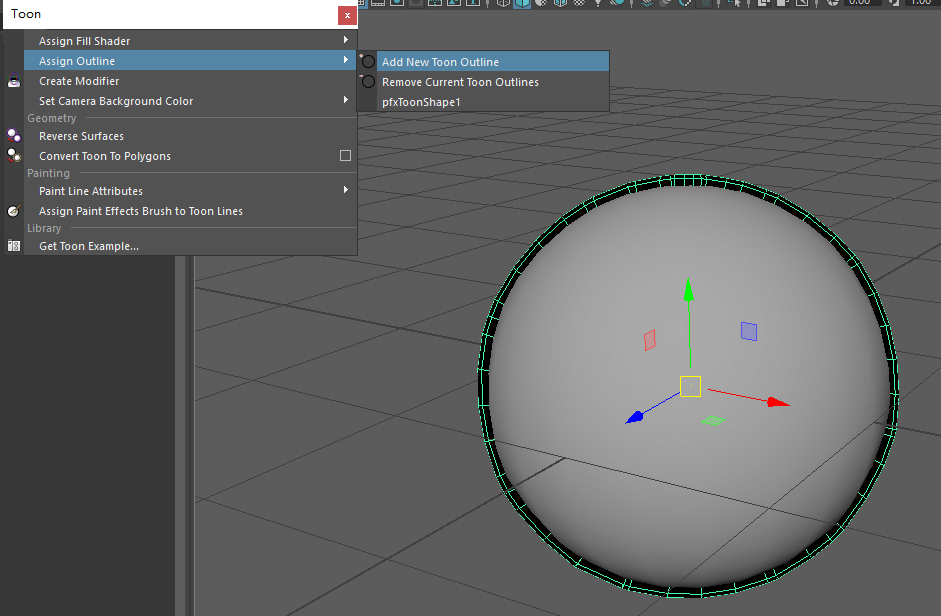 Toon
x
0.00
1.00
Assign Fill Shader
Assign Outline
Create Modifier
Set Camera Background Color
Geometry
Reverse Surfaces
Convert Toon To Polygons
Painting
Paint Line Attributes
Assign Paint Effects Brush to Toon Lines
Library
Get Toon Example...
Add New Toon Outline
Remove Current Toon Outlines
pfxToonShape1